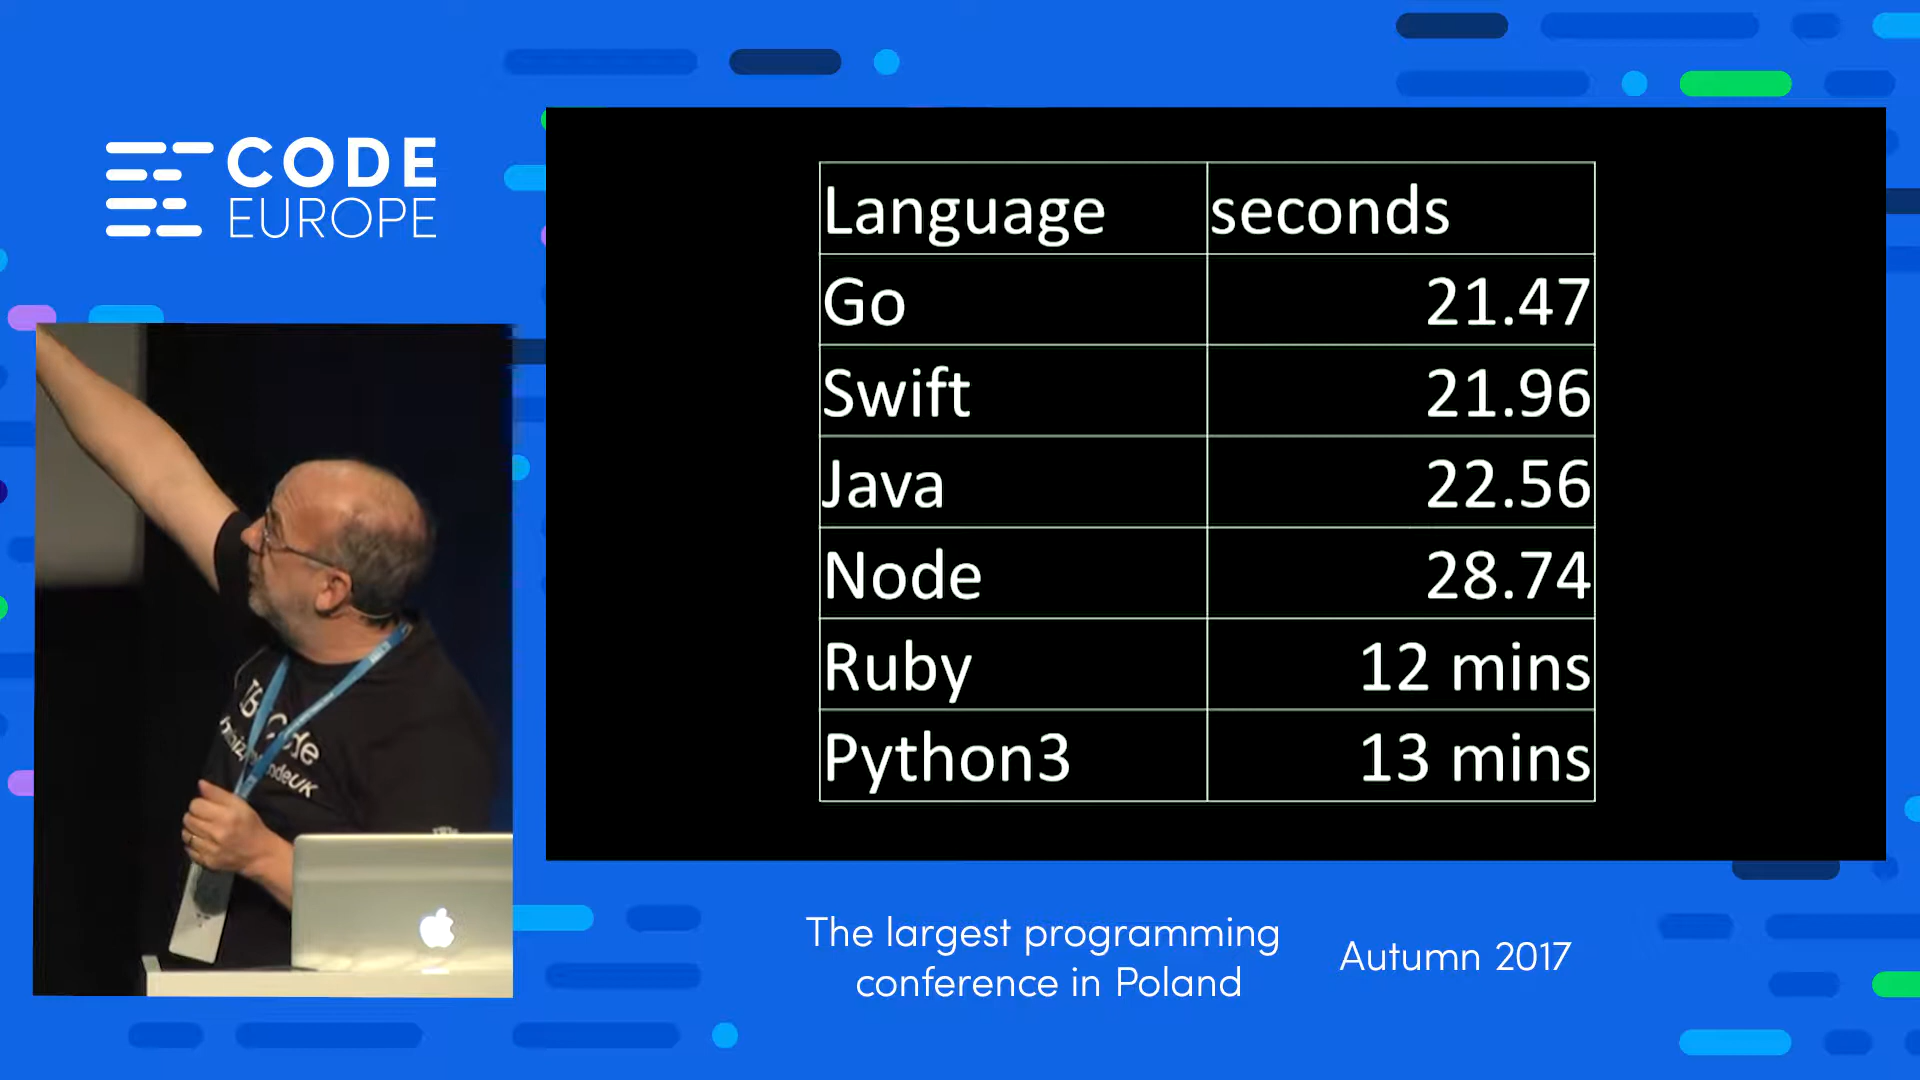 CODE
EUROPE
Language seconds
Go 21.47
Swift 21.96
Java 22.56
Node 28.74
Ruby 12 mins
Python3 13 mins
The largest programming
conference in Poland
Autumn 2017